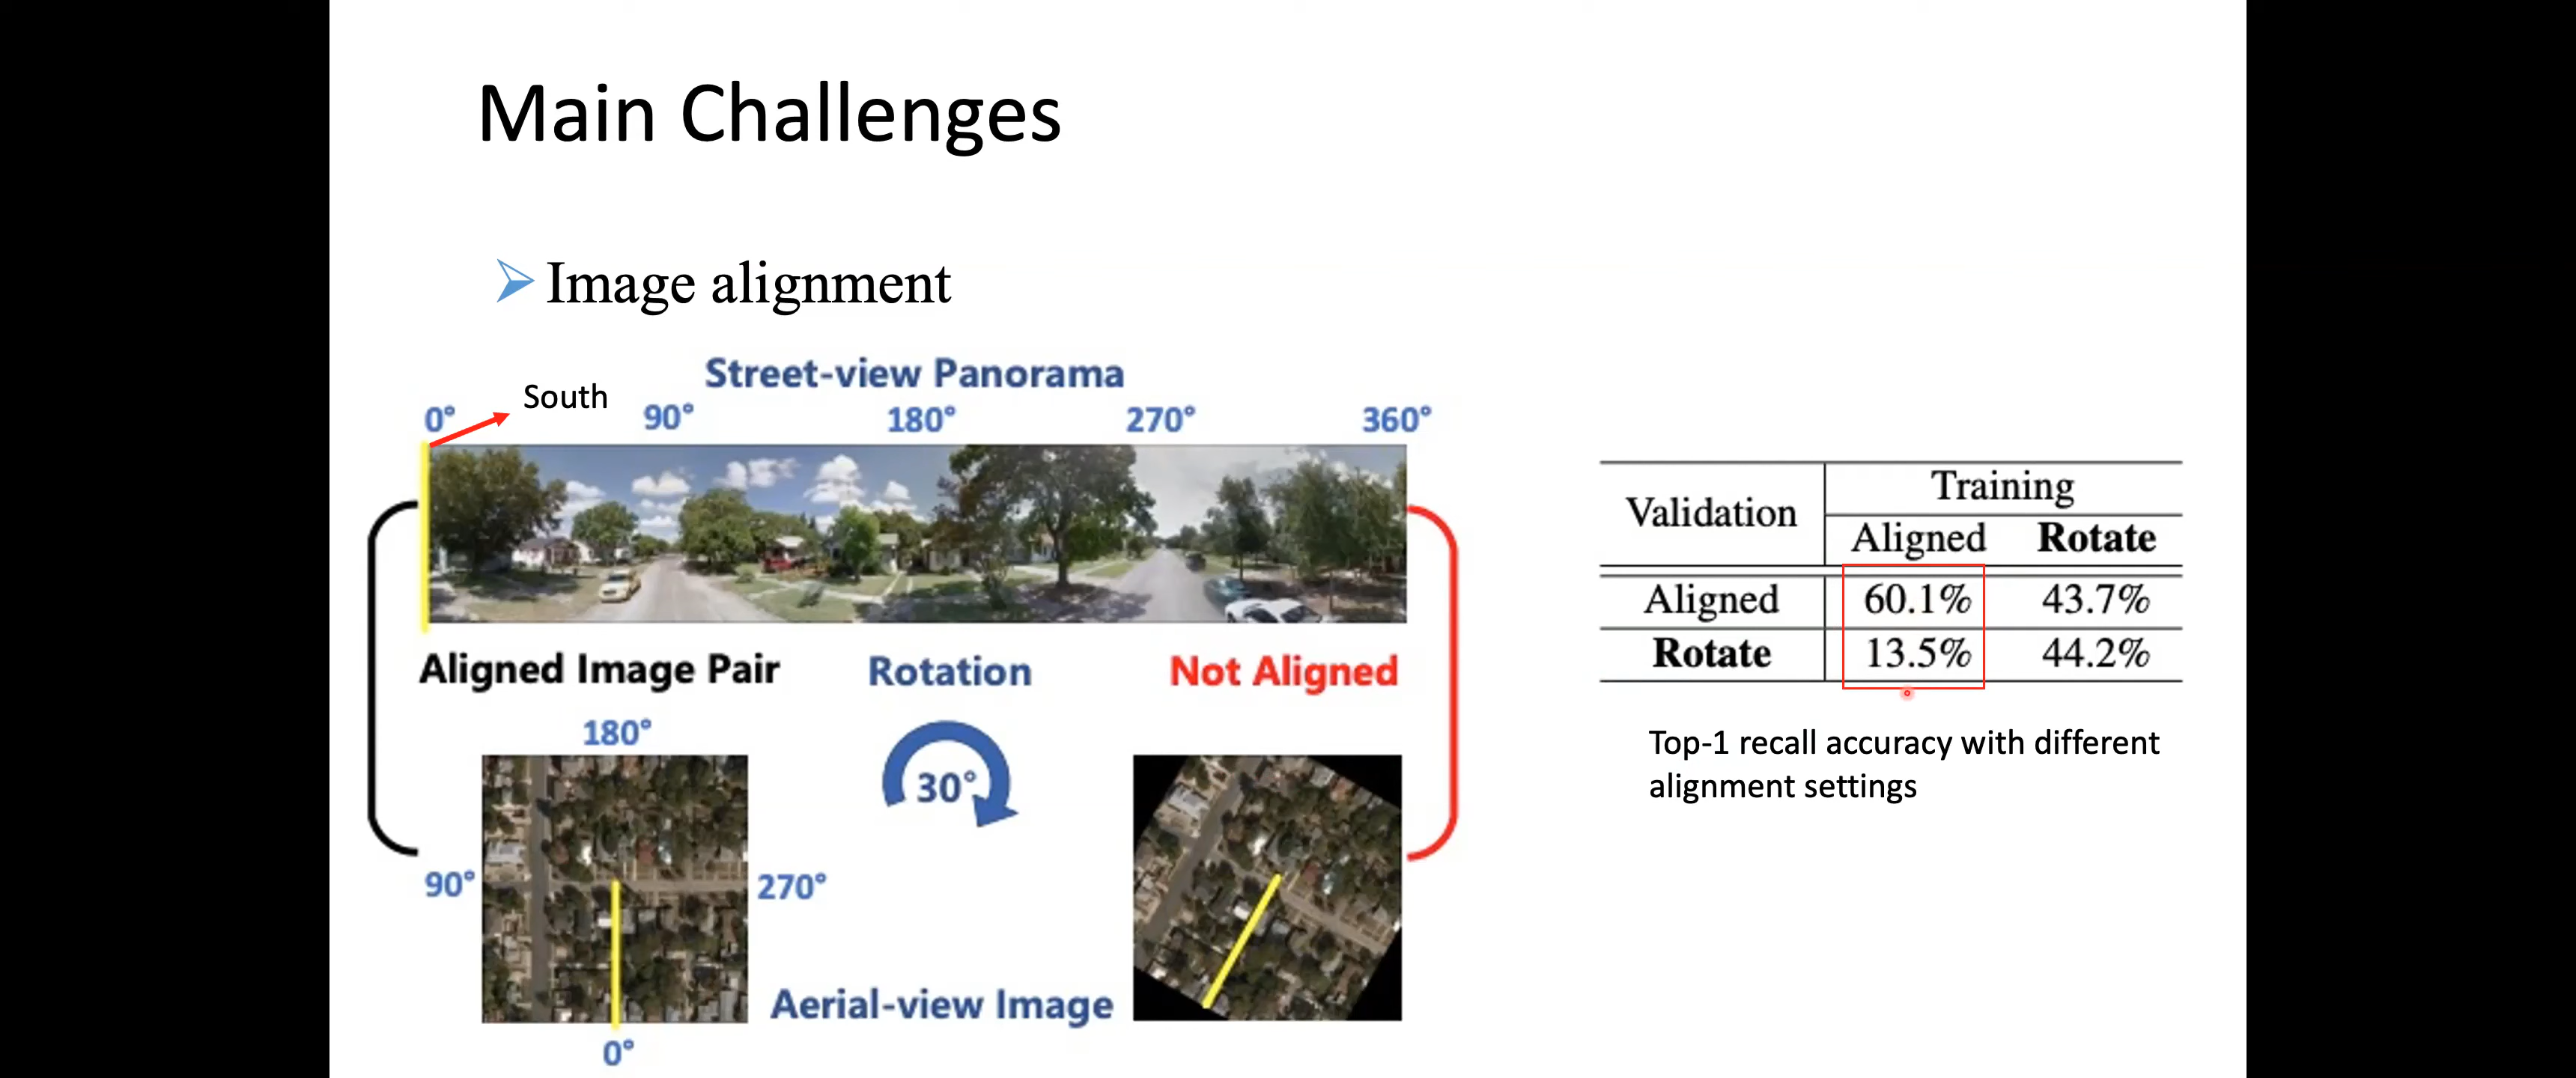 Main Challenges
Image alignment
Street-view Panorama
South
0° 90° 180° 270° 360°
Aligned Image Pair
Rotation
Not Aligned
180°
30°
90°
270°
Aerial-view Image
0°
Validation
Training
Aligned Rotate
Aligned 60.1% 43.7%
Rotate 13.5% 44.2%
Top-1 recall accuracy with different
alignment settings